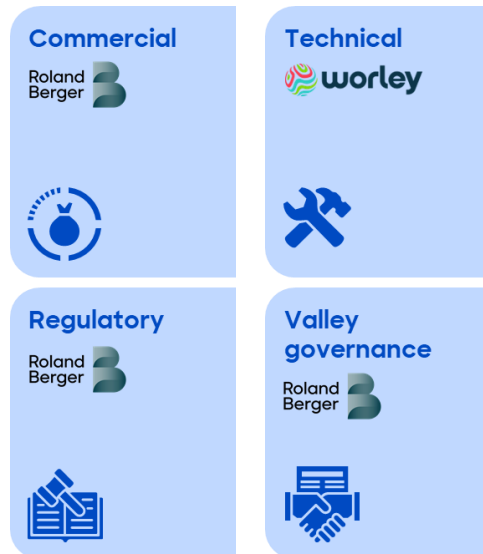 Commercial
Roland
Berger
Technical
worley
Regulatory
Roland
Berger
Valley
governance
Roland
Berger